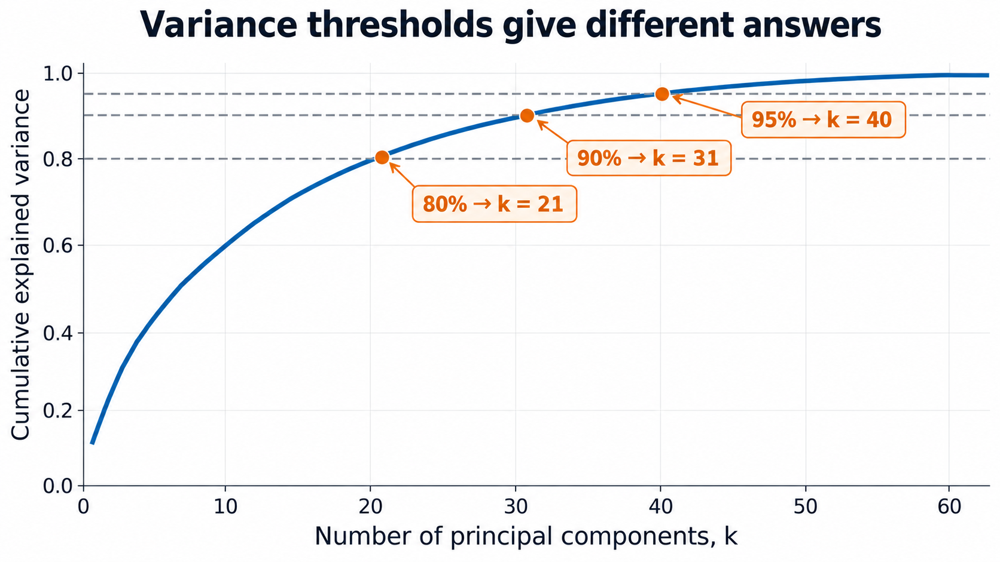 Variance thresholds give different answers
Cumulative explained variance
1.0
0.8
0.6
0.4
0.2
0.0
95% → k = 40
90% → k = 31
80% → k = 21
0 10 20 30 40 50 60
Number of principal components, k